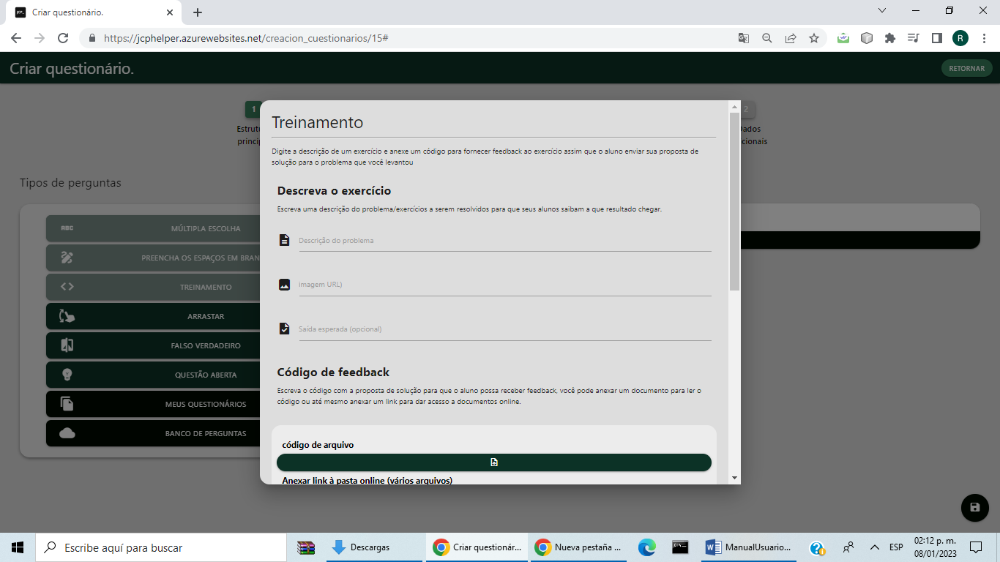 Criar questionário.
https://jcphelper.azurewebsites.net/creacion_cuestionarios/15#
R
Criar questionário.
RETORNAR
1
2
Estrut
princip
Dados
cionais
Tipos de perguntas
ABC MÚLTIPLA ESCOLHA
PREENCHA OS ESPAÇOS EM BRAN
TREINAMENTO
ARRASTAR
FALSO VERDADEIRO
QUESTÃO ABERTA
MEUS QUESTIONÁRIOS
BANCO DE PERGUNTAS
Treinamento
Digite a descrição de um exercício e anexe um código para fornecer feedback ao exercício assim que o aluno enviar sua proposta de
solução para o problema que você levantou
Descreva o exercício
Escreva uma descrição do problema/exercícios a serem resolvidos para que seus alunos saibam a que resultado chegar.
Descrição do problema
imagem URL)
Saída esperada (opcional)
Código de feedback
Escreva o código com a proposta de solução para que o aluno possa receber feedback, você pode anexar um documento para ler o
código ou até mesmo anexar um link para dar acesso a documentos online.
código de arquivo
Anexar link à pasta online (vários arquivos)
Escribe aquí para buscar
Descargas
Criar questionár...
Nueva pestaña ...
ManualUsuario...
ESP
02:12 p. m.
08/01/2023